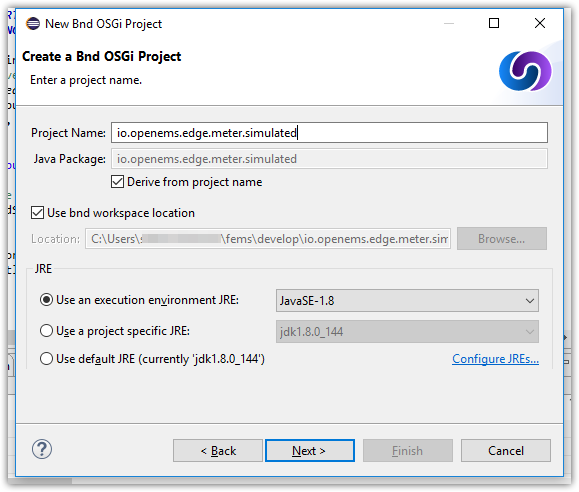 New Bnd OSGi Project
Create a Bnd OSGi Project
Enter a project name.
Project Name: io.openems.edge.meter.simulated
Java Package: io.openems.edge.meter.simulated
Derive from project name
Use bnd workspace location
Location: C:\Users\s \fems\develop\io.openems.edge.meter.sim Browse...
JRE
Use an execution environment JRE: JavaSE-1.8
Use a project specific JRE: jdk1.8.0_144
Use default JRE (currently 'jdk1.8.0_144') Configure JREs...
? < Back Next > Finish Cancel